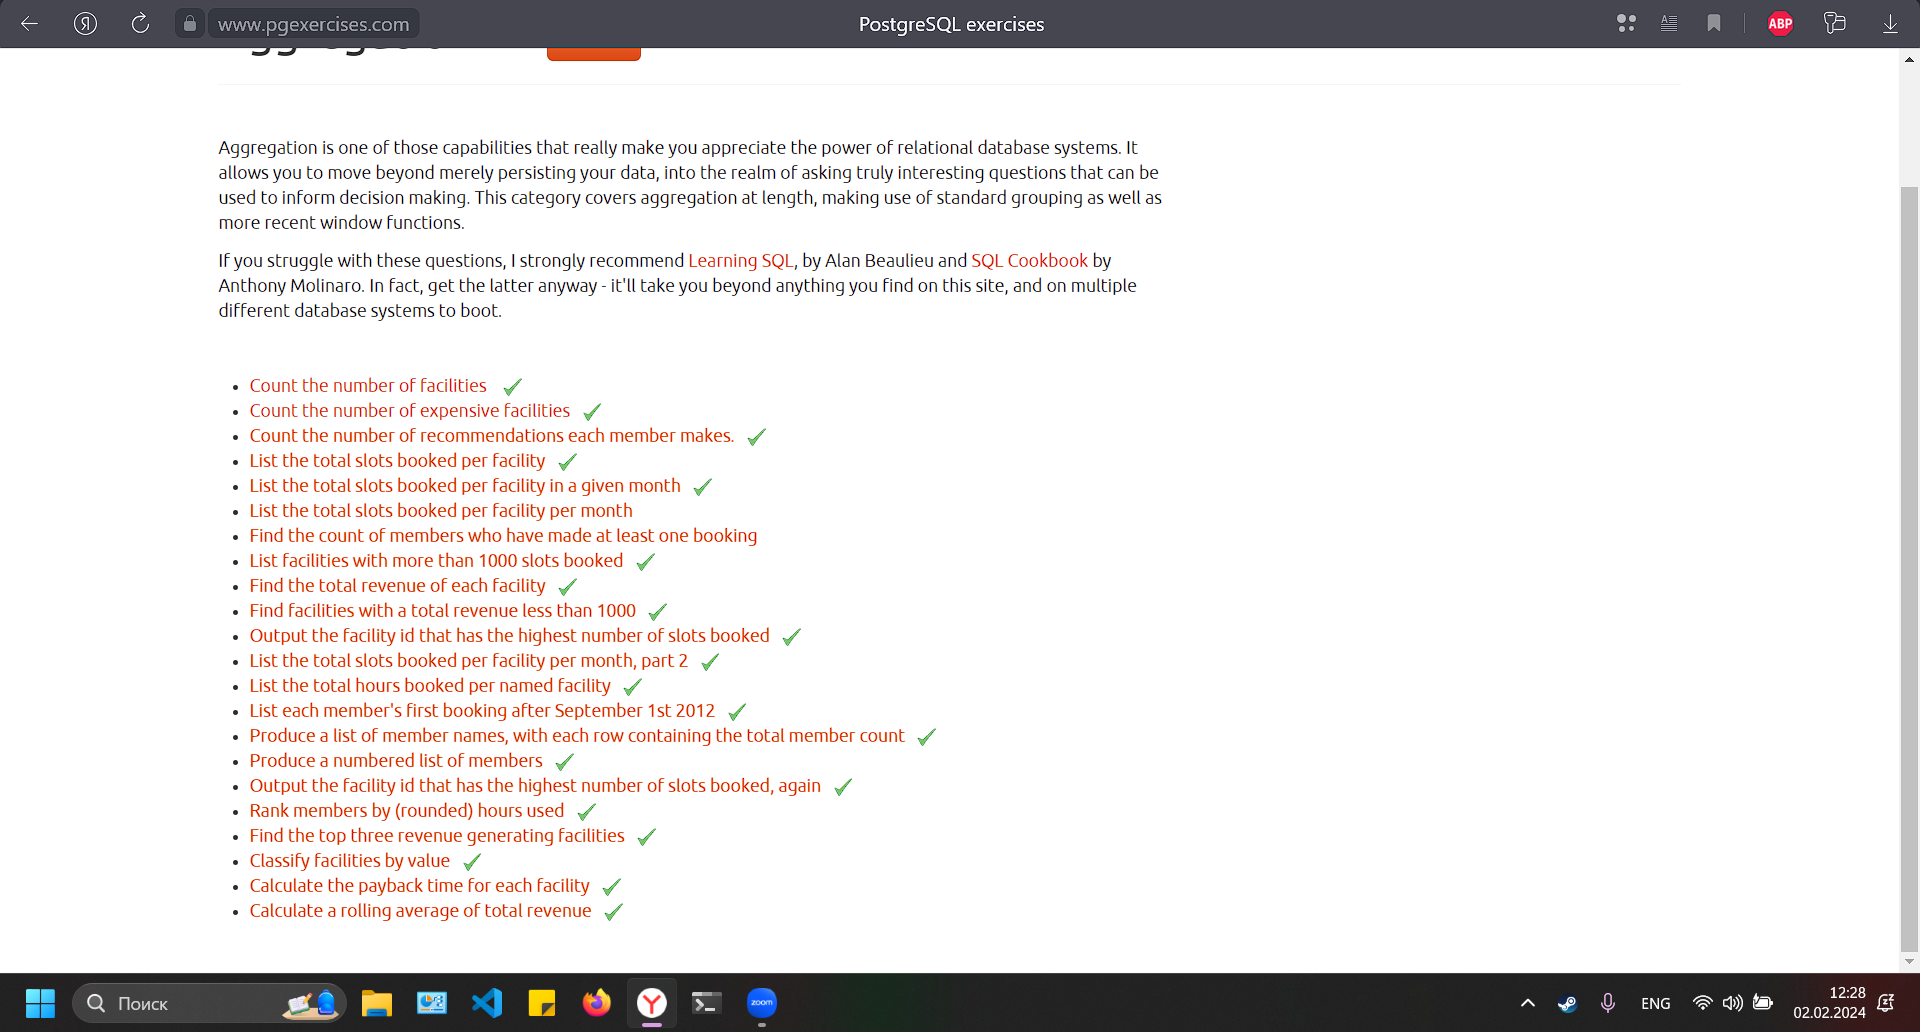 Я
www.pgexercises.com
PostgreSQL exercises
ABP
Aggregation is one of those capabilities that really make you appreciate the power of relational database systems. It
allows you to move beyond merely persisting your data, into the realm of asking truly interesting questions that can be
used to inform decision making. This category covers aggregation at length, making use of standard grouping as well as
more recent window functions.
If you struggle with these questions, I strongly recommend Learning SQL, by Alan Beaulieu and SQL Cookbook by
Anthony Molinaro. In fact, get the latter anyway - it'll take you beyond anything you find on this site, and on multiple
different database systems to boot.
Count the number of facilities
Count the number of expensive facilities
Count the number of recommendations each member makes.
List the total slots booked per facility
List the total slots booked per facility in a given month
List the total slots booked per facility per month
Find the count of members who have made at least one booking
List facilities with more than 1000 slots booked
Find the total revenue of each facility
Find facilities with a total revenue less than 1000
Output the facility id that has the highest number of slots booked
List the total slots booked per facility per month, part 2
List the total hours booked per named facility
List each member's first booking after September 1st 2012
Produce a list of member names, with each row containing the total member count
Produce a numbered list of members
Output the facility id that has the highest number of slots booked, again
Rank members by (rounded) hours used
Find the top three revenue generating facilities
Classify facilities by value
Calculate the payback time for each facility
Calculate a rolling average of total revenue
Поиск
zoom
ENG
12:28
02.02.2024